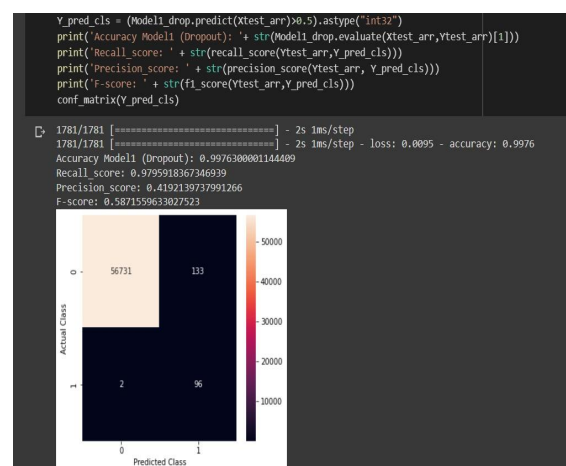 Y_pred_cls = (Model1_drop.predict(Xtest_arr)>0.5).astype("int32")
print('Accuracy Model1 (Dropout): '+ str(Model1_drop.evaluate(Xtest_arr,Ytest_arr)[1]))
print('Recall_score: ' + str(recall_score(Ytest_arr,Y_pred_cls)))
print('Precision_score: ' + str(precision_score(Ytest_arr, Y_pred_cls)))
print('F-score: ' + str(f1_score(Ytest_arr,Y_pred_cls)))
conf_matrix(Y_pred_cls)
1781/1781 [==============================] - 2s 1ms/step
1781/1781 [==============================] - 2s 1ms/step - loss: 0.0095 - accuracy: 0.9976
Accuracy Model1 (Dropout): 0.9976300001144409
Recall_score: 0.9795918367346939
Precision_score: 0.4192139737991266
F-score: 0.5871559633027523
50000
0
56731
133
40000
Actual Class
30000
20000
1
2
96
10000
0
1
Predicted Class